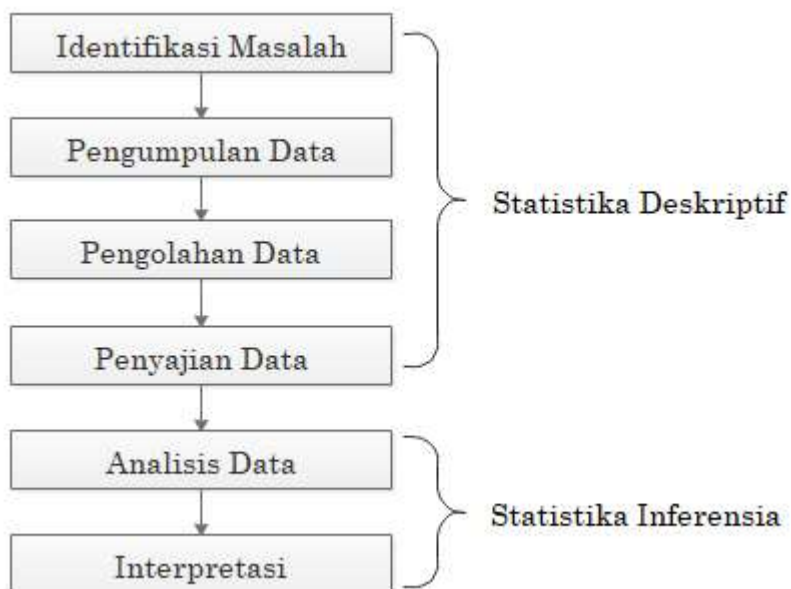 Identifikasi Masalah
Pengumpulan Data
Pengolahan Data
Penyajian Data
Statistika Deskriptif
Analisis Data
Interpretasi
Statistika Inferensia